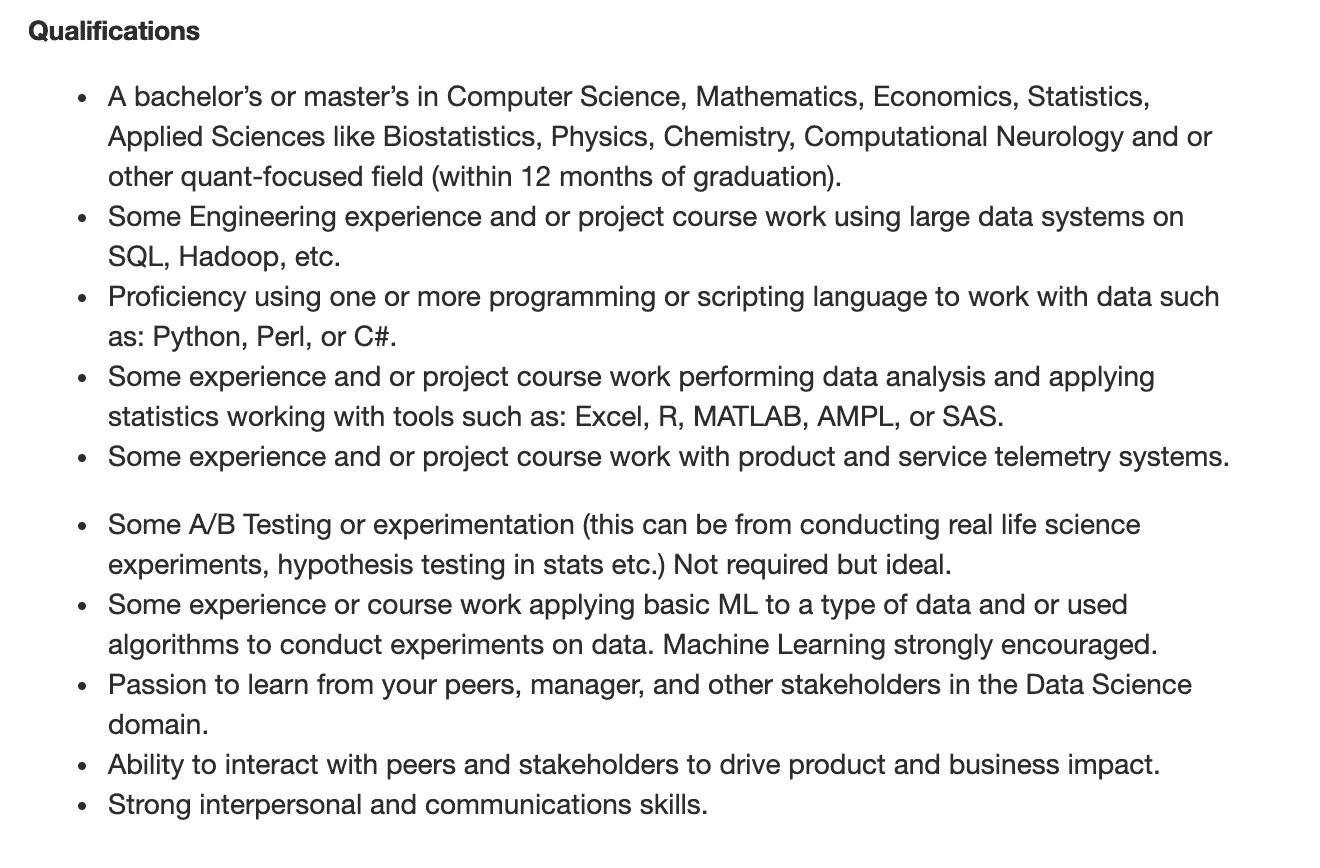 Qualifications
• A bachelor’s or master’s in Computer Science, Mathematics, Economics, Statistics,
Applied Sciences like Biostatistics, Physics, Chemistry, Computational Neurology and or
other quant-focused field (within 12 months of graduation).
• Some Engineering experience and or project course work using large data systems on
SQL, Hadoop, etc.
• Proficiency using one or more programming or scripting language to work with data such
as: Python, Perl, or C#.
• Some experience and or project course work performing data analysis and applying
statistics working with tools such as: Excel, R, MATLAB, AMPL, or SAS.
• Some experience and or project course work with product and service telemetry systems.
• Some A/B Testing or experimentation (this can be from conducting real life science
experiments, hypothesis testing in stats etc.) Not required but ideal.
• Some experience or course work applying basic ML to a type of data and or used
algorithms to conduct experiments on data. Machine Learning strongly encouraged.
• Passion to learn from your peers, manager, and other stakeholders in the Data Science
domain.
• Ability to interact with peers and stakeholders to drive product and business impact.
• Strong interpersonal and communications skills.